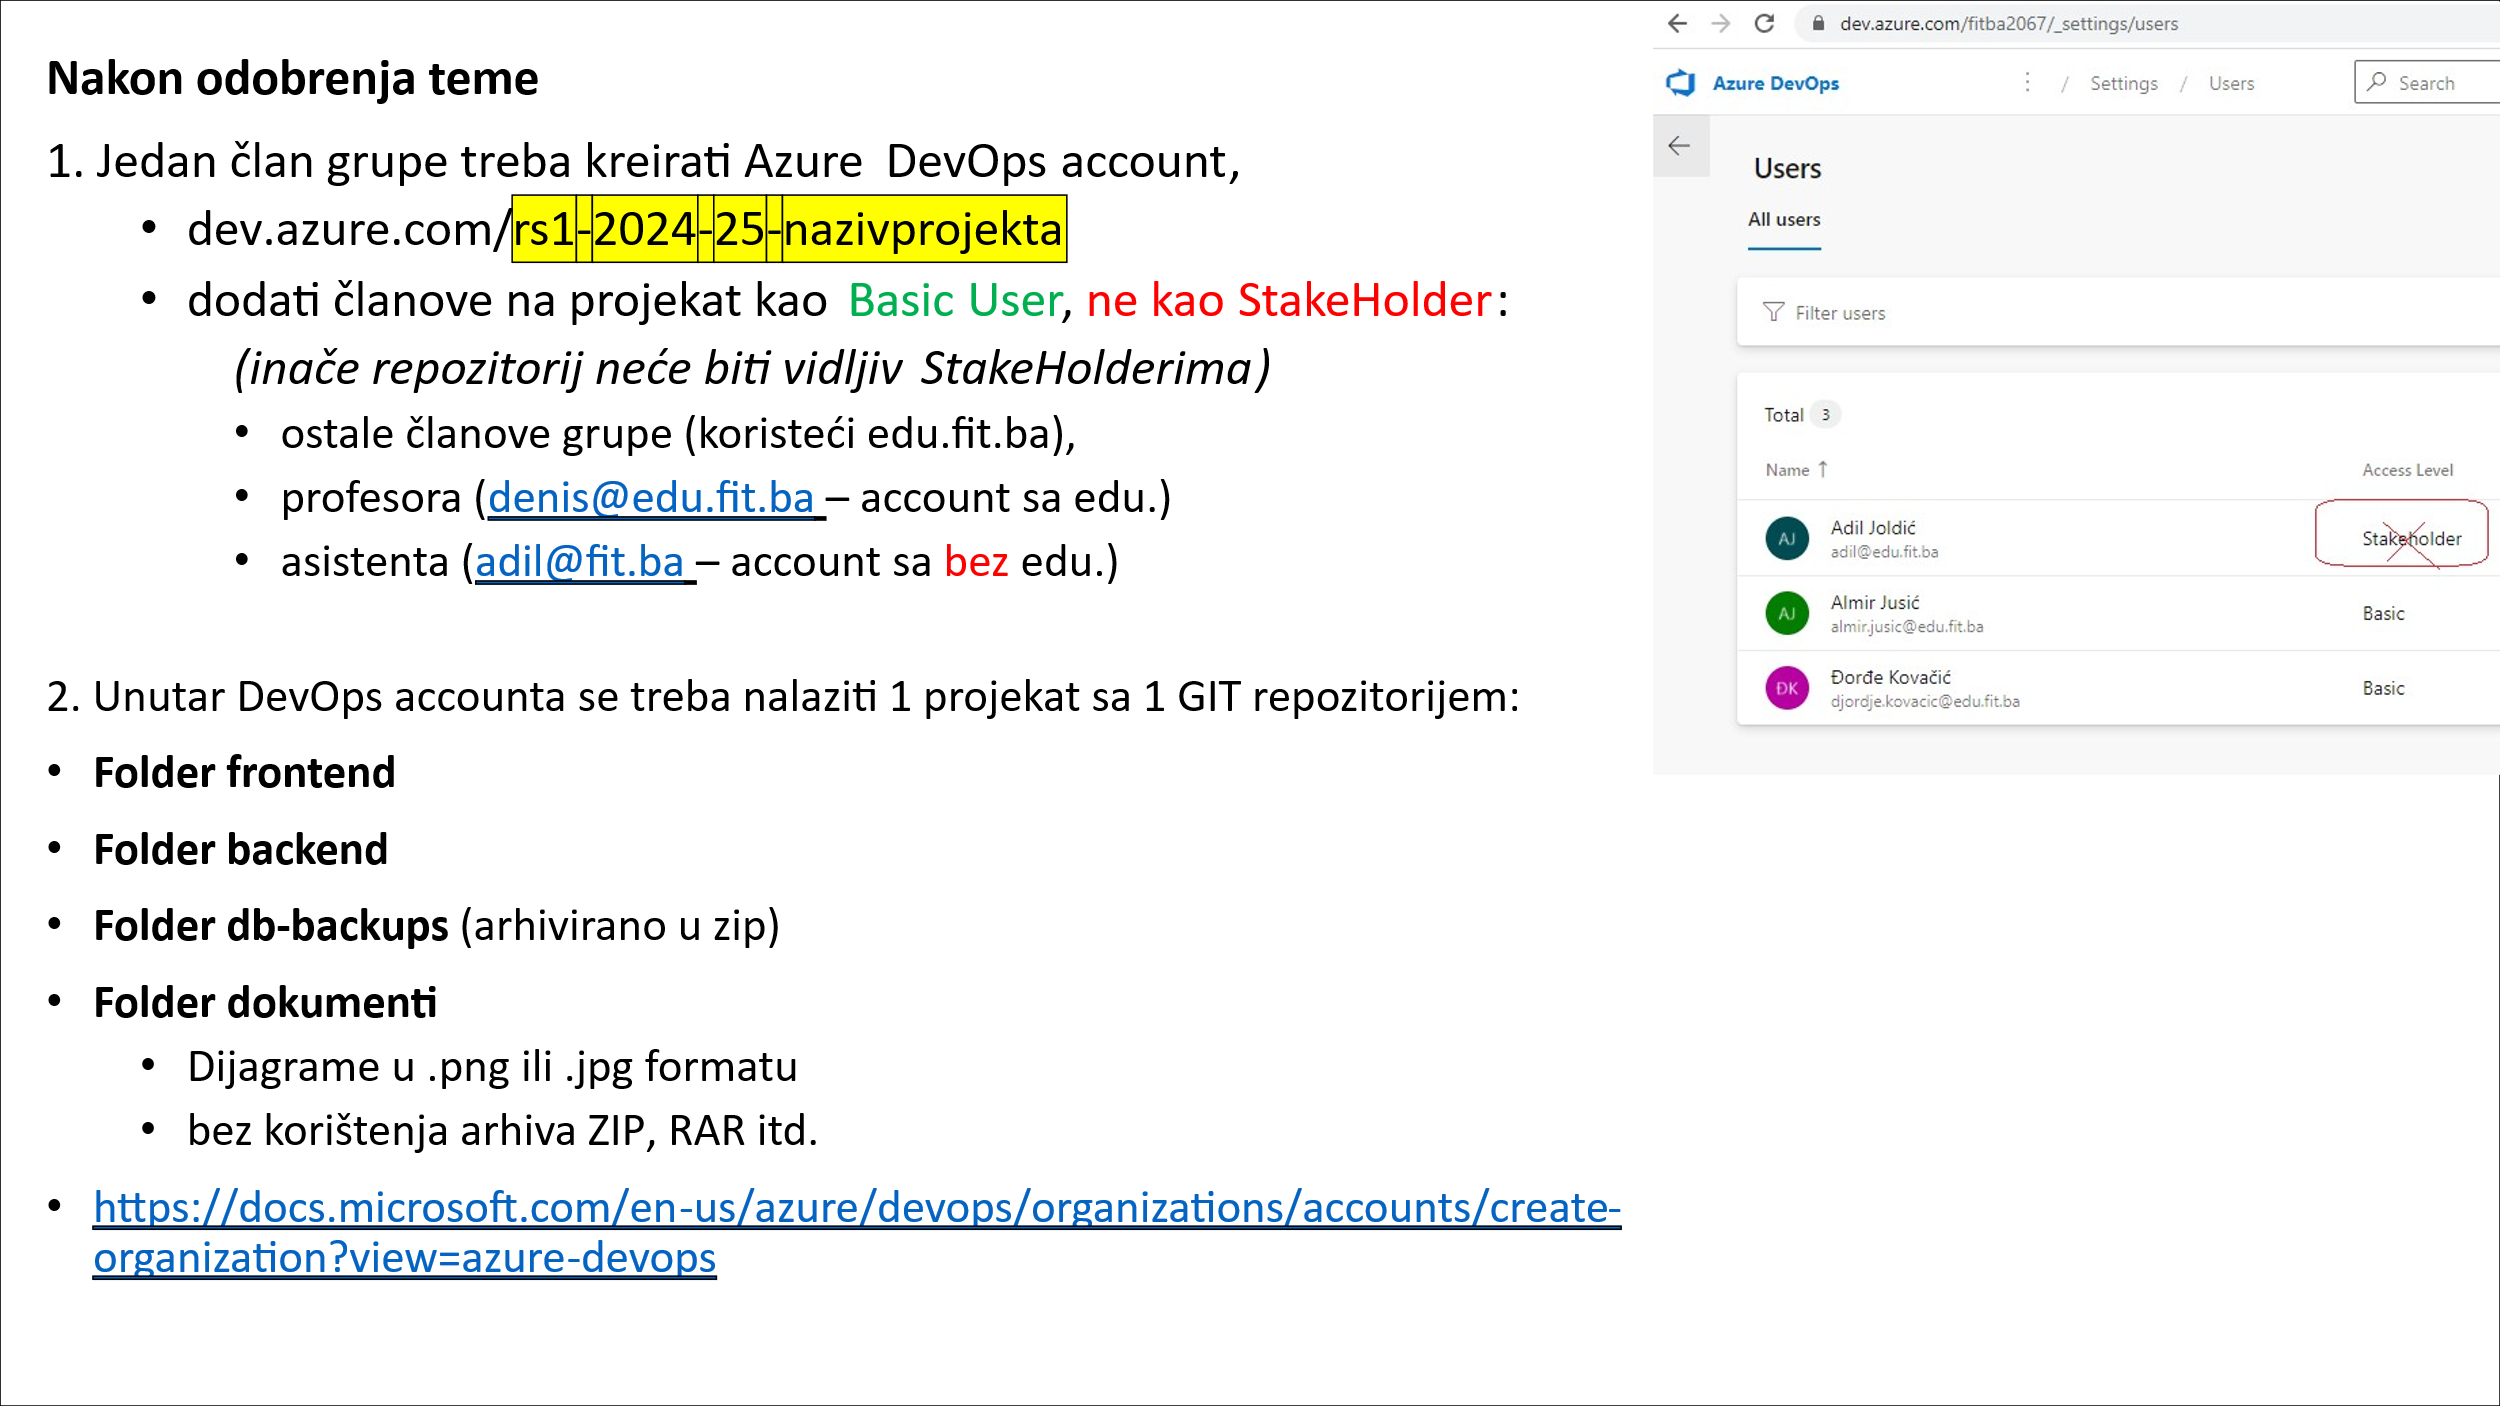 Nakon odobrenja teme
1. Jedan član grupe treba kreirati Azure DevOps account,
• dev.azure.com/rs1-2024-25-nazivprojekta
• dodati članove na projekat kao Basic User, ne kao StakeHolder:
(inače repozitorij neće biti vidljiv StakeHolderima)
• ostale članove grupe (koristeći edu.fit.ba),
• profesora (denis@edu.fit.ba – account sa edu.)
• asistenta (adil@fit.ba – account sa bez edu.)
2. Unutar DevOps accounta se treba nalaziti 1 projekat sa 1 GIT repozitorijem:
• Folder frontend
• Folder backend
• Folder db-backups (arhivirano u zip)
• Folder dokumenti
• Dijagrame u .png ili .jpg formatu
• bez korištenja arhiva ZIP, RAR itd.
• https://docs.microsoft.com/en-us/azure/devops/organizations/accounts/create-
organization?view=azure-devops
dev.azure.com/fitba2067/_settings/users
Azure DevOps / Settings / Users Search
Users
All users
Filter users
Total 3
Name ↑ Access Level
AJ Adil Joldić Stakeholder
adil@edu.fit.ba
AJ Almir Jusić Basic
almir.jusic@edu.fit.ba
ĐK Đorđe Kovačić Basic
djordje.kovacic@edu.fit.ba